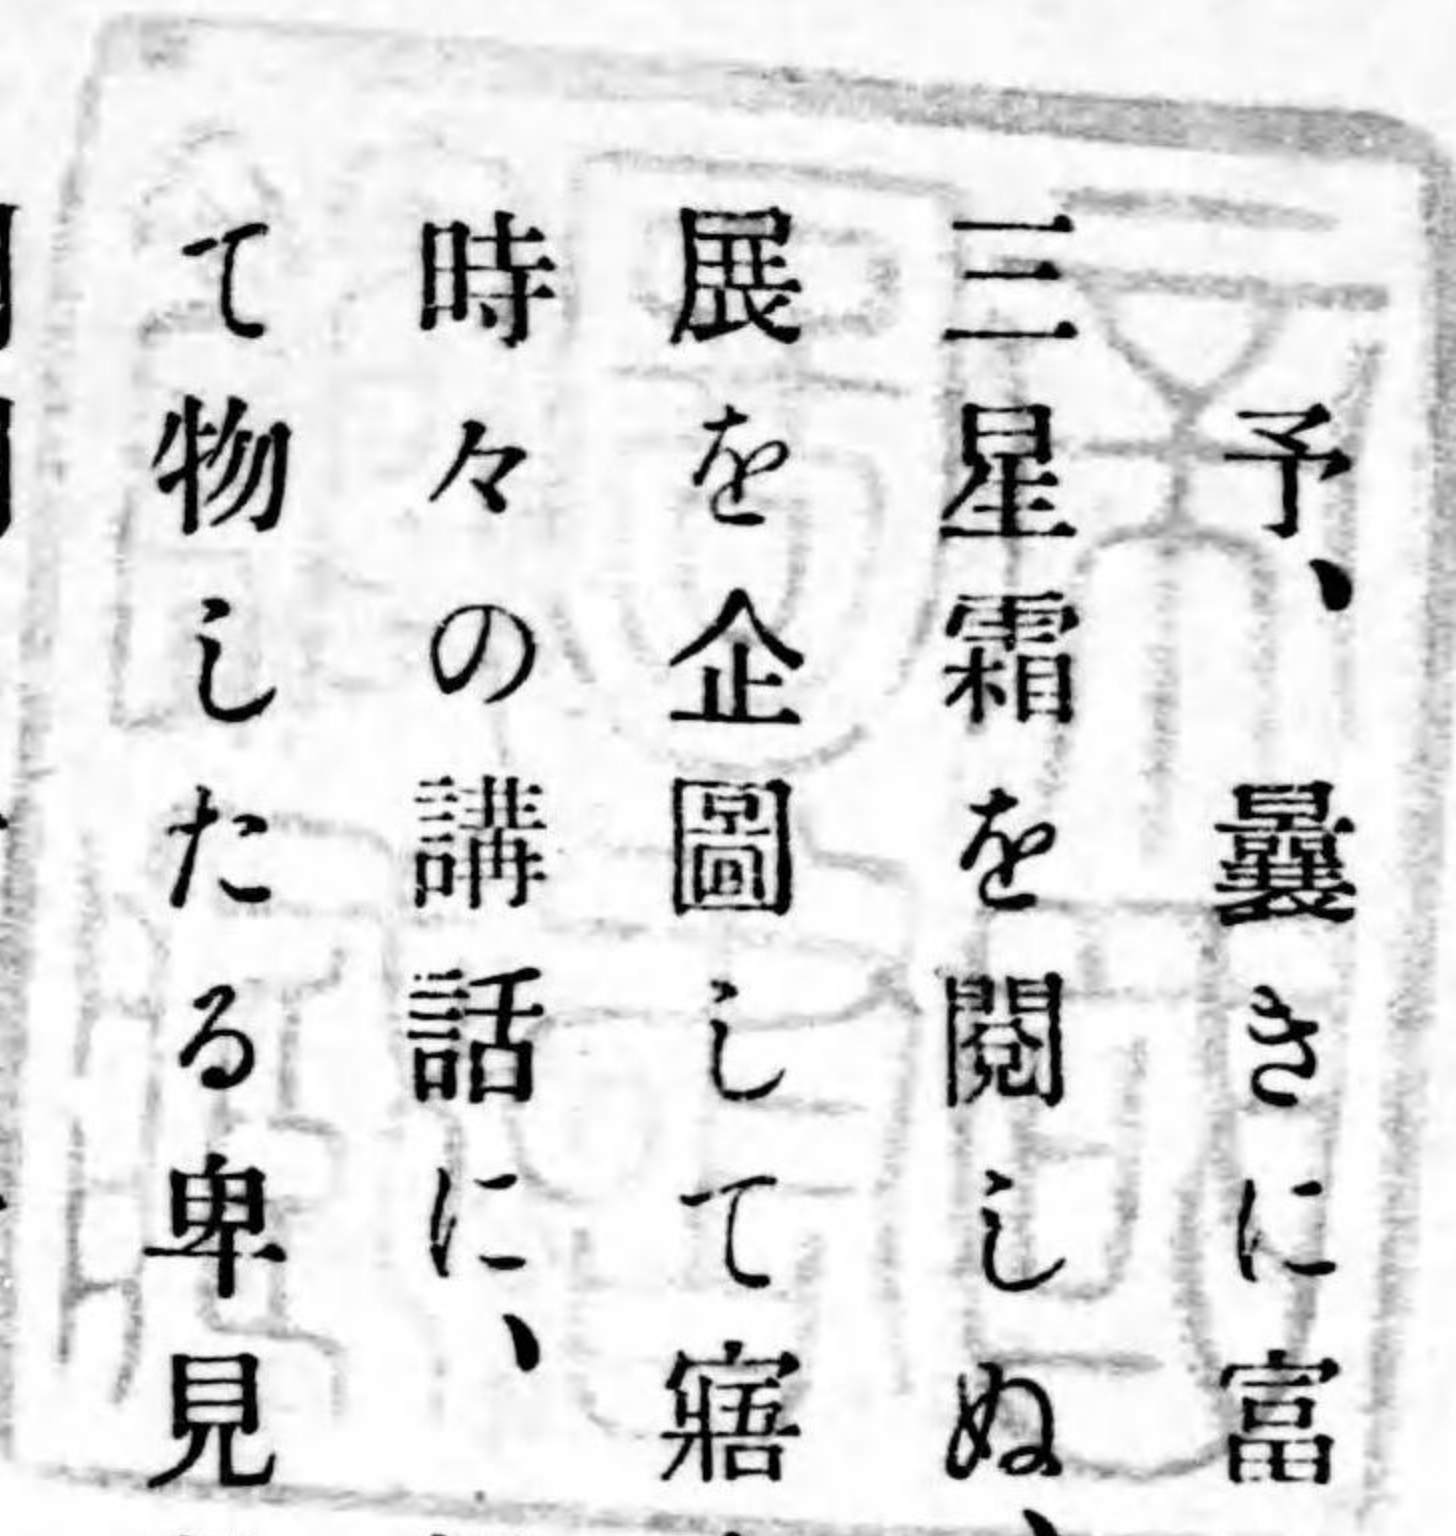 予、曩きに富
三星霜を閲しぬ、
展を企圖して寤
時々の講話に、
て物したる卑見